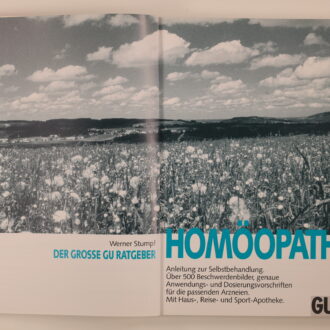 Werner Stumpf
DER GROSSE GU RATGEBER
HOMÖOPATH
Anleitung zur Selbstbehandlung.
Über 500 Beschwerdenbilder, genaue
Anwendungs- und Dosierungsvorschriften
für die passenden Arzneien.
Mit Haus-, Reise- und Sport-Apotheke.
GU